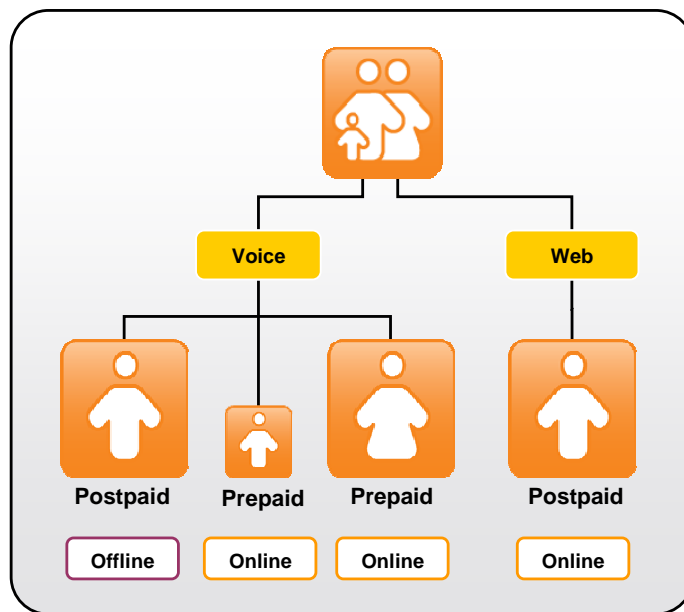 Voice
Web
Postpaid
Prepaid
Prepaid
Postpaid
Offline
Online
Online
Online